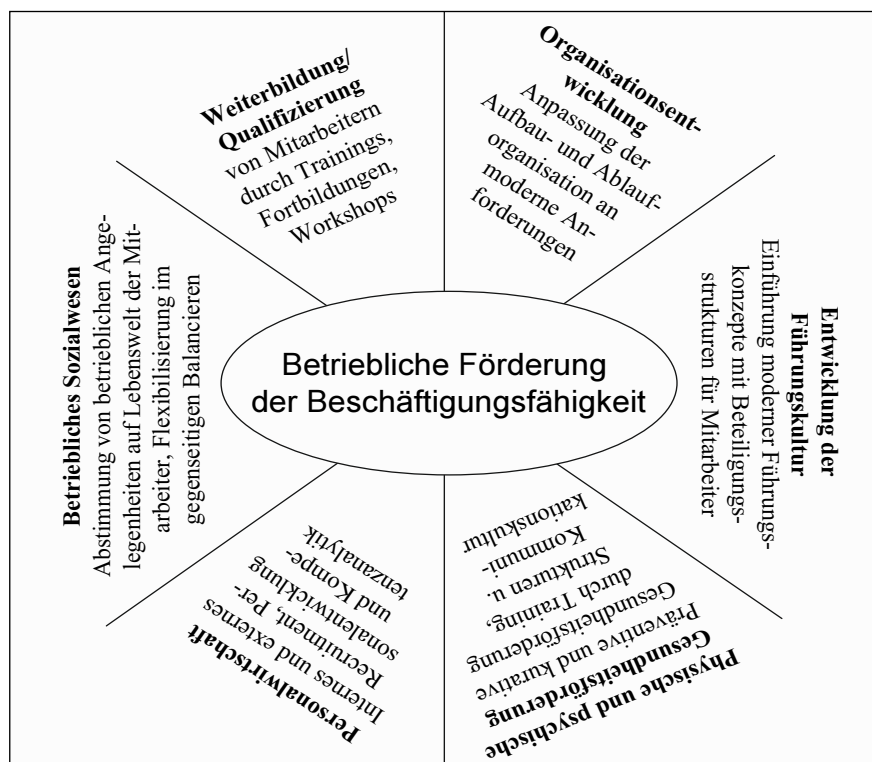 Weiterbildung/
Qualifizierung
von Mitarbeitern
durch Trainings,
Fortbildungen,
Workshops
Organisationsent-
wicklung
Anpassung der
Aufbau- und Ablauf-
organisation an
moderne An-
forderungen
Entwicklung der
Führungskultur
Einführung moderner Führungs-
konzepte mit Beteiligungs-
strukturen für Mitarbeiter
Physische und psychische
Gesundheitsförderung
Präventive und kurative
Gesundheitsförderung
durch Training,
Strukturen u.
Kommuni-
kationskultur
Personalwirtschaft
Internes und externes
Recruitment, Per-
sonalentwicklung
und Kompe-
tenzanalytik
Betriebliches Sozialwesen
Abstimmung von betrieblichen Ange-
legenheiten auf Lebenswelt der Mit-
arbeiter, Flexibilisierung im
gegenseitigen Balancieren
Betriebliche Förderung
der Beschäftigungsfähigkeit